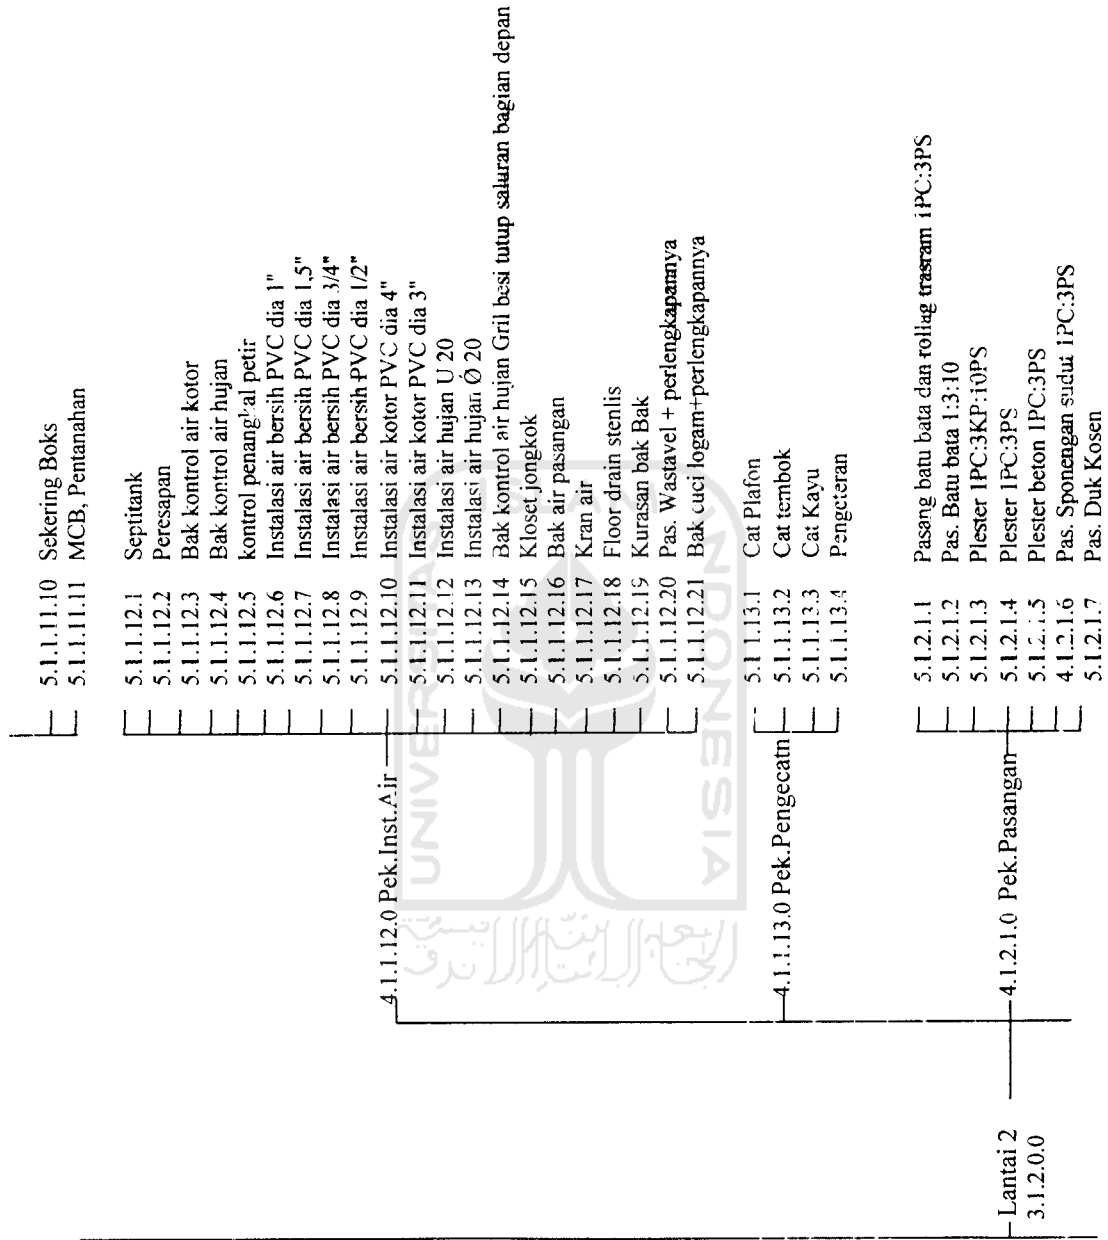 5.1.1.11.10 Sekering Boks
5.1.1.11.11 MCB, Pentanahan
4.1.1.12.0 Pek.Inst.Air
5.1.1.12.1 Septitank
5.1.1.12.2 Peresapan
5.1.1.12.3 Bak kontrol air kotor
5.1.1.12.4 Bak kontrol air hujan
5.1.1.12.5 kontrol penangkal petir
5.1.1.12.6 Instalasi air bersih PVC dia 1"
5.1.1.12.7 Instalasi air bersih PVC dia 1,5"
5.1.1.12.8 Instalasi air bersih PVC dia 3/4"
5.1.1.12.9 Instalasi air bersih PVC dia 1/2"
5.1.1.12.10 Instalasi air kotor PVC dia 4"
5.1.1.12.11 Instalasi air kotor PVC dia 3"
5.1.1.12.12 Instalasi air hujan U 20
5.1.1.12.13 Instalasi air hujan Ø 20
5.1.1.12.14 Bak kontrol air hujan Gril besi tutup saluran bagian depan
5.1.1.12.15 Kloset jongkok
5.1.1.12.16 Bak air pasangan
5.1.1.12.17 Kran air
5.1.1.12.18 Floor drain stenlis
5.1.1.12.19 Kurasan bak Bak
5.1.1.12.20 Pas. Wastavel + perlengkapannya
5.1.1.12.21 Bak cuci logam+perlengkapannya
4.1.1.13.0 Pek.Pengecatn
5.1.1.13.1 Cat Plafon
5.1.1.13.2 Cat tembok
5.1.1.13.3 Cat Kayu
5.1.1.13.4 Pengeteran
Lantai 2
3.1.2.0.0
4.1.2.1.0 Pek.Pasangan
5.1.2.1.1 Pasang batu bata dan rollag trasram 1PC:3PS
5.1.2.1.2 Pas. Batu bata 1:3:10
5.1.2.1.3 Plester 1PC:3KP:10PS
5.1.2.1.4 Plester 1PC:3PS
5.1.2.1.5 Plester beton 1PC:3PS
4.1.2.1.6 Pas. Sponengan sudut 1PC:3PS
5.1.2.1.7 Pas. Duk Kosen
UNIVERSITAS
ISLAM
INDONESIA